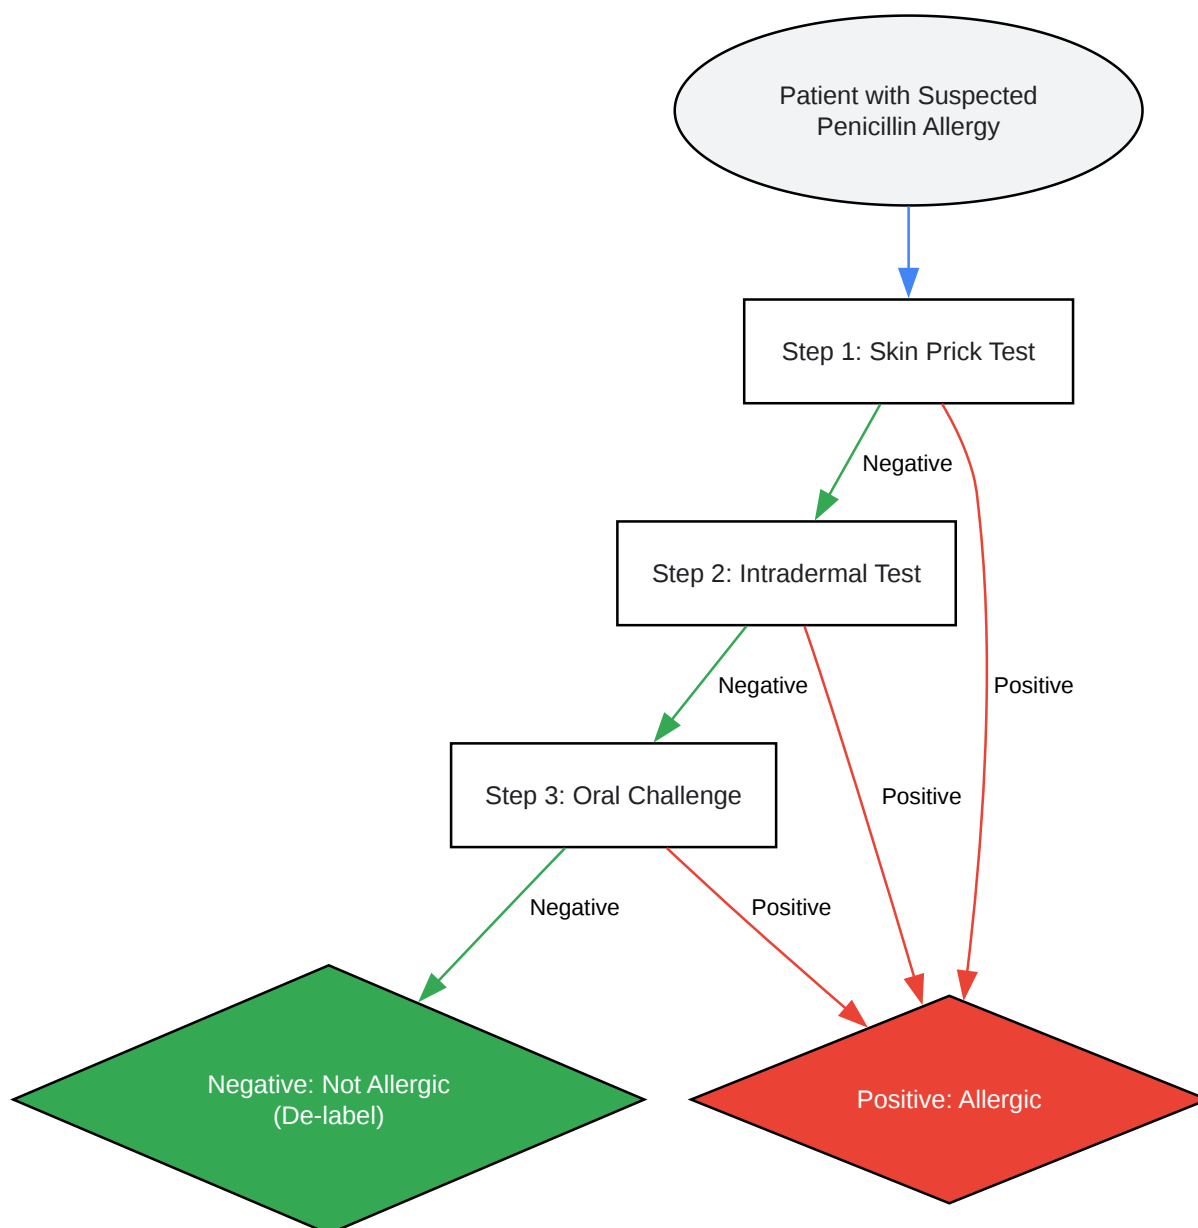 Patient with Suspected
Penicillin Allergy
Step 1: Skin Prick Test
Negative
Step 2: Intradermal Test
Negative
Positive
Step 3: Oral Challenge
Positive
Negative
Positive
Negative: Not Allergic
(De-label)
Positive: Allergic